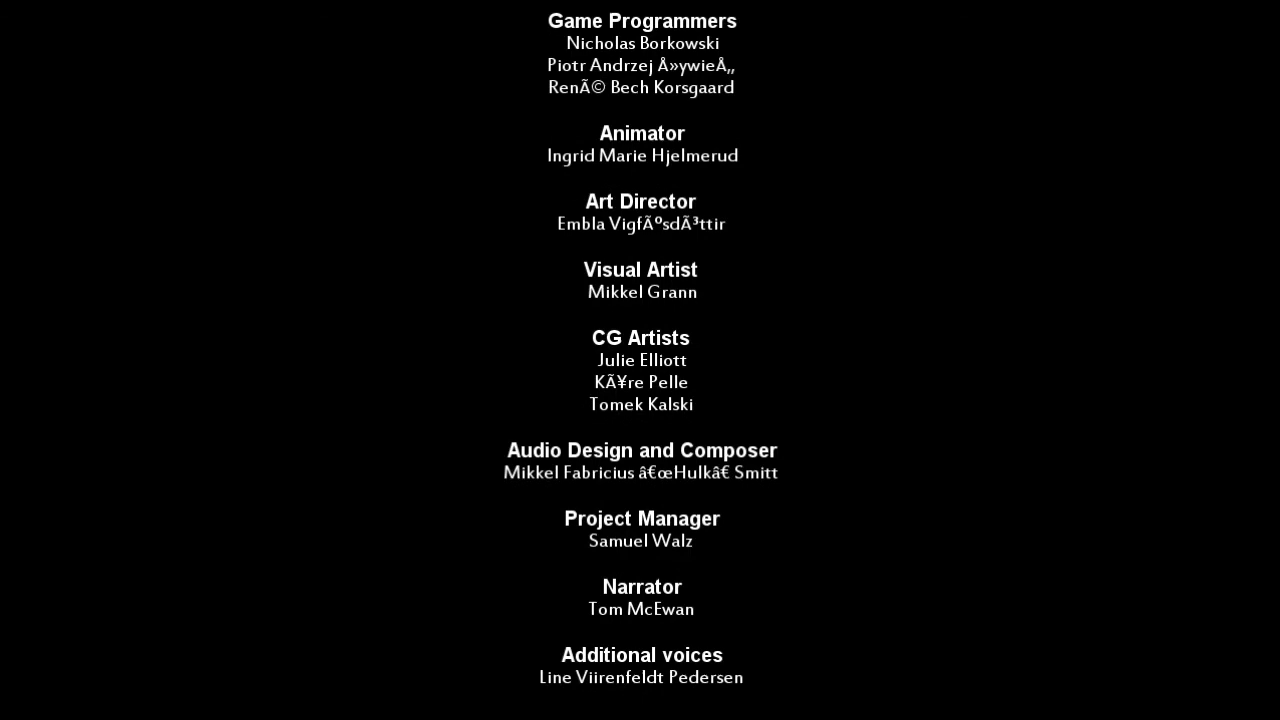 Game Programmers
Nicholas Borkowski
Piotr Andrzej Å»ywieÅ„
RenÃ© Bech Korsgaard
Animator
Ingrid Marie Hjelmerud
Art Director
Embla VigfÃºsdÃ³ttir
Visual Artist
Mikkel Grann
CG Artists
Julie Elliott
KÃ¥re Pelle
Tomek Kalski
Audio Design and Composer
Mikkel Fabricius â€œHulkâ€ Smitt
Project Manager
Samuel Walz
Narrator
Tom McEwan
Additional voices
Line Viirenfeldt Pedersen